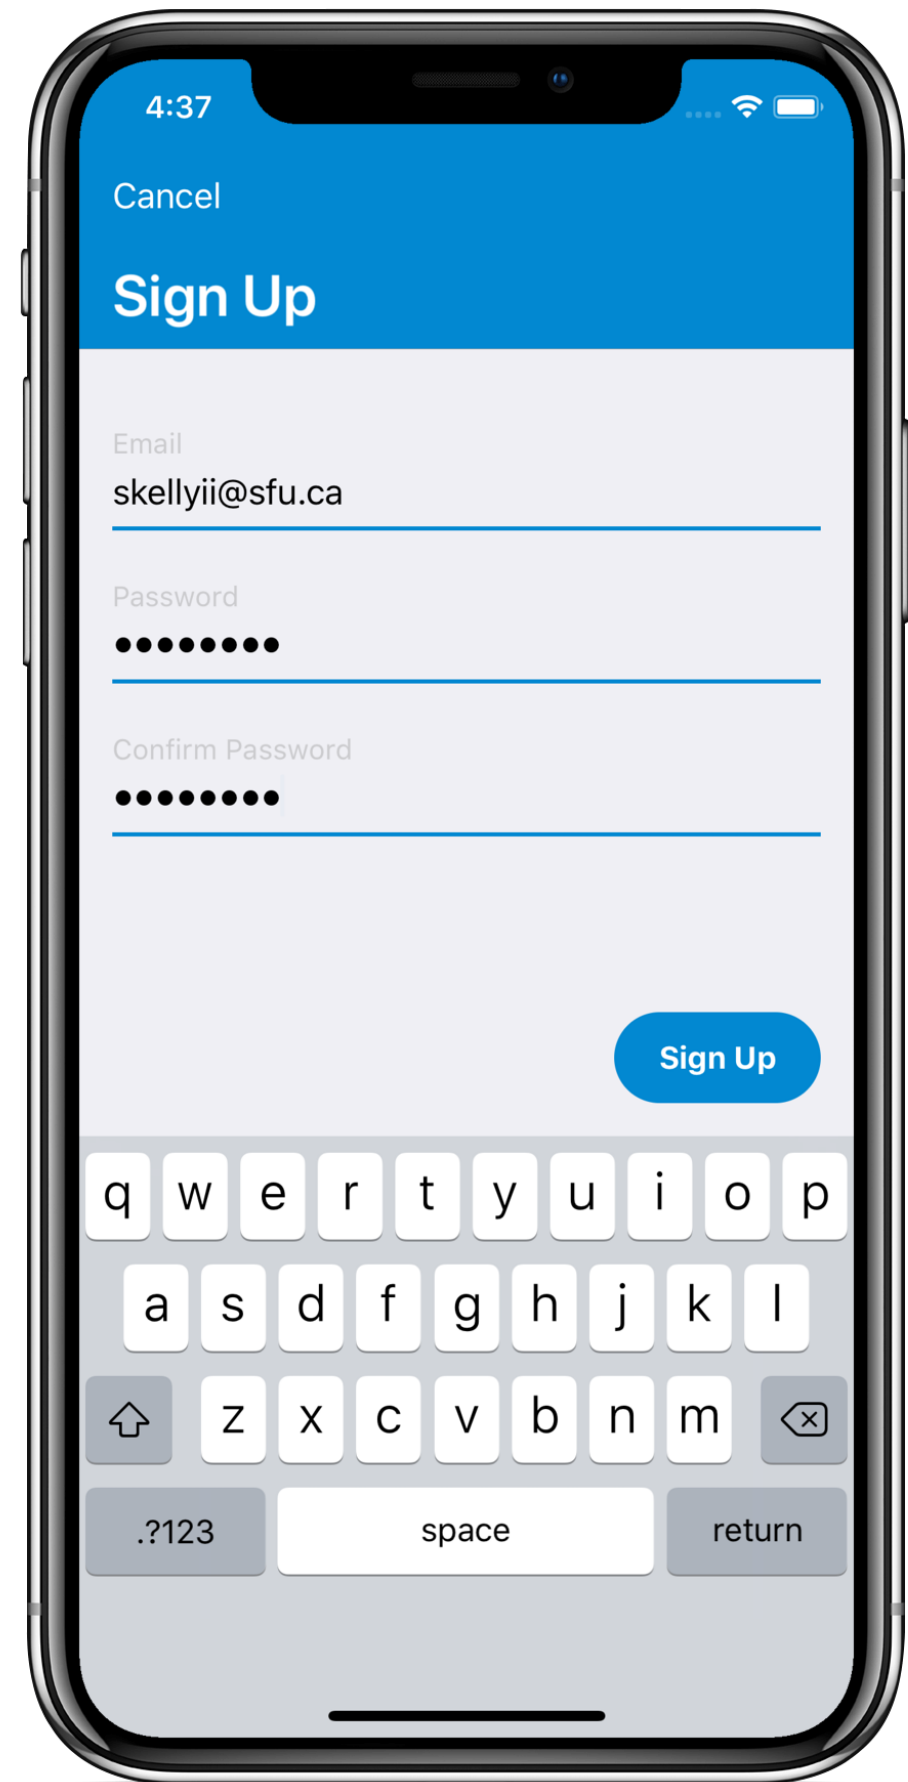 4:37
Cancel
Sign Up
Email
skellyii@sfu.ca
Password
••••••••
Confirm Password
••••••••
Sign Up
q w e r t y u i o p
a s d f g h j k l
z x c v b n m
.?123 space return